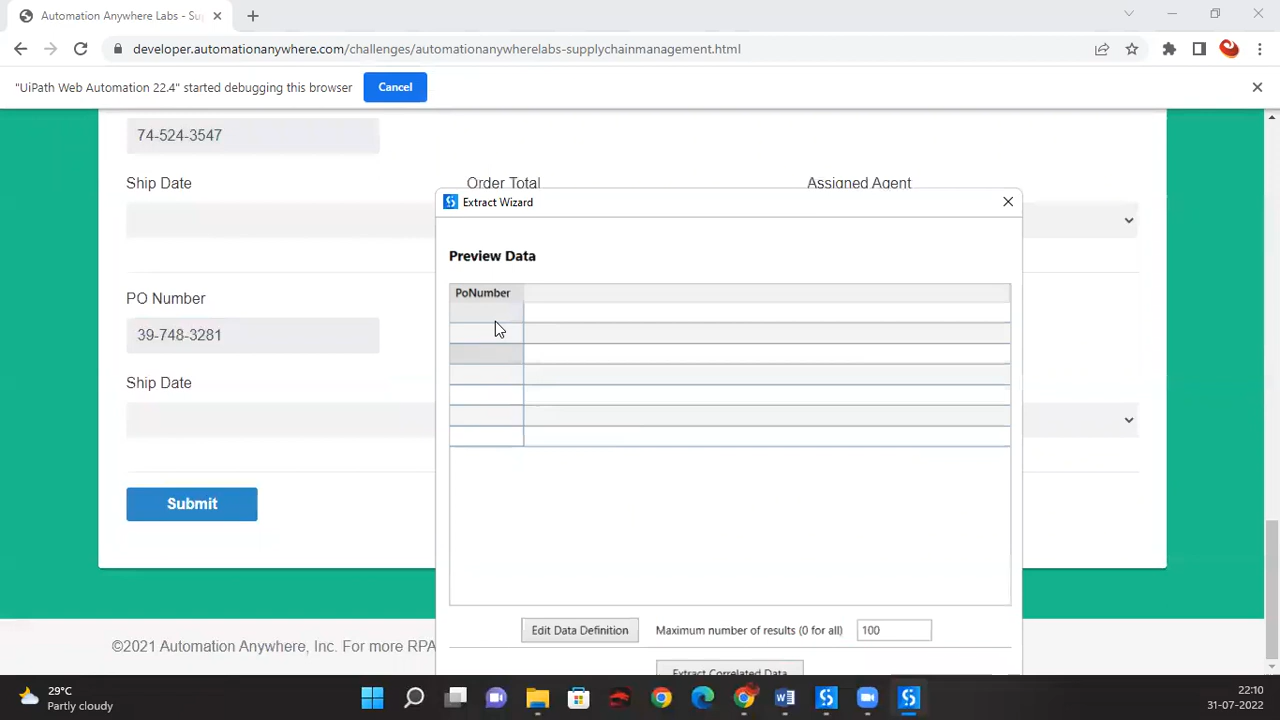 Automation Anywhere Labs - Su
developer.automationanywhere.com/challenges/automationanywherelabs-supplychainmanagement.html
"UiPath Web Automation 22.4" started debugging this browser
Cancel
74-524-3547
Ship Date
Order Total
Assigned Agent
Extract Wizard
Preview Data
PO Number
PoNumber
39-748-3281
Ship Date
Submit
Edit Data Definition
Maximum number of results (0 for all)
100
©2021 Automation Anywhere, Inc. For more RPA
Extract Correlated Data
29°C
Partly cloudy
22:10
31-07-2022